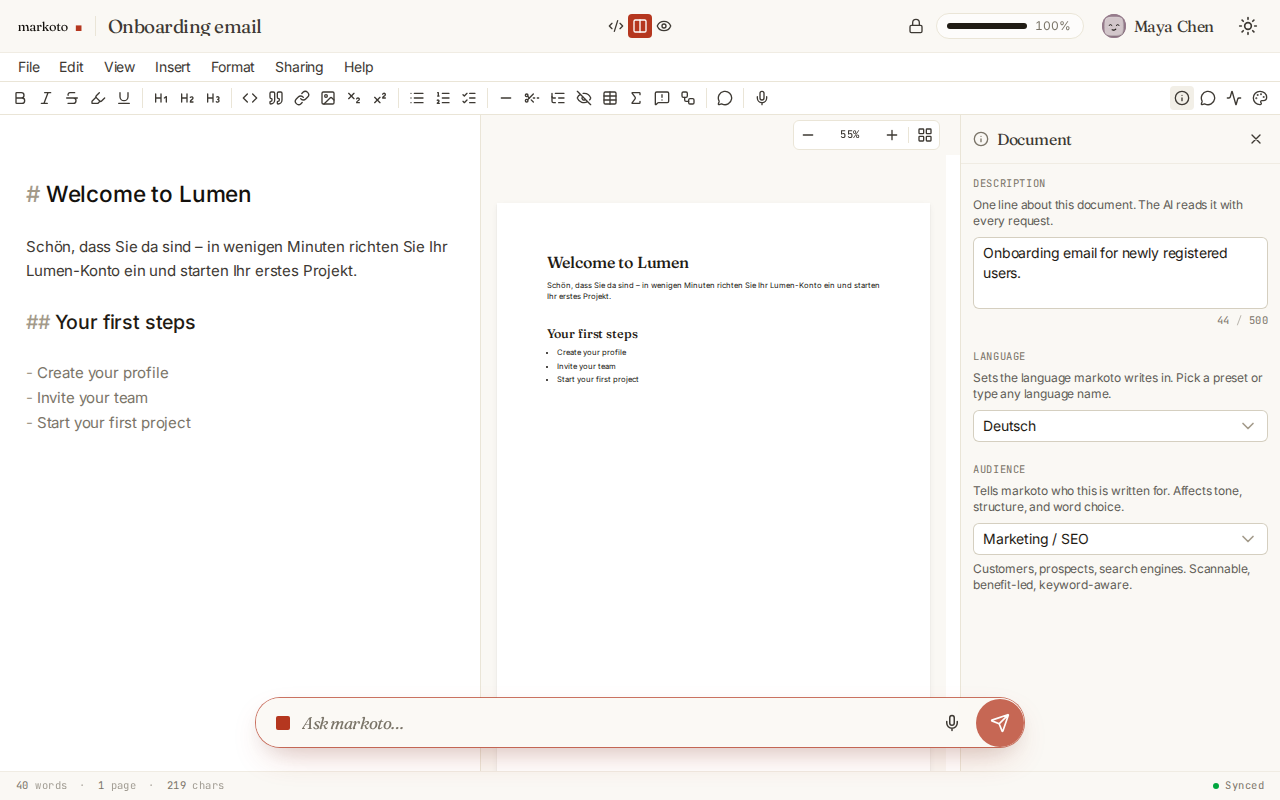 markoto
Onboarding email
100%
Maya Chen
File Edit View Insert Format Sharing Help
H1 H2 H3
X2 X2
55%
# Welcome to Lumen
Schön, dass Sie da sind – in wenigen Minuten richten Sie Ihr
Lumen-Konto ein und starten Ihr erstes Projekt.
## Your first steps
- Create your profile
- Invite your team
- Start your first project
Welcome to Lumen
Schön, dass Sie da sind – in wenigen Minuten richten Sie Ihr Lumen-Konto ein und starten
Ihr erstes Projekt.
Your first steps
• Create your profile
• Invite your team
• Start your first project
Document
DESCRIPTION
One line about this document. The AI reads it with
every request.
Onboarding email for newly registered
users.
44 / 500
LANGUAGE
Sets the language markoto writes in. Pick a preset or
type any language name.
Deutsch
AUDIENCE
Tells markoto who this is written for. Affects tone,
structure, and word choice.
Marketing / SEO
Customers, prospects, search engines. Scannable,
benefit-led, keyword-aware.
Ask markoto...
40 words · 1 page · 219 chars
Synced